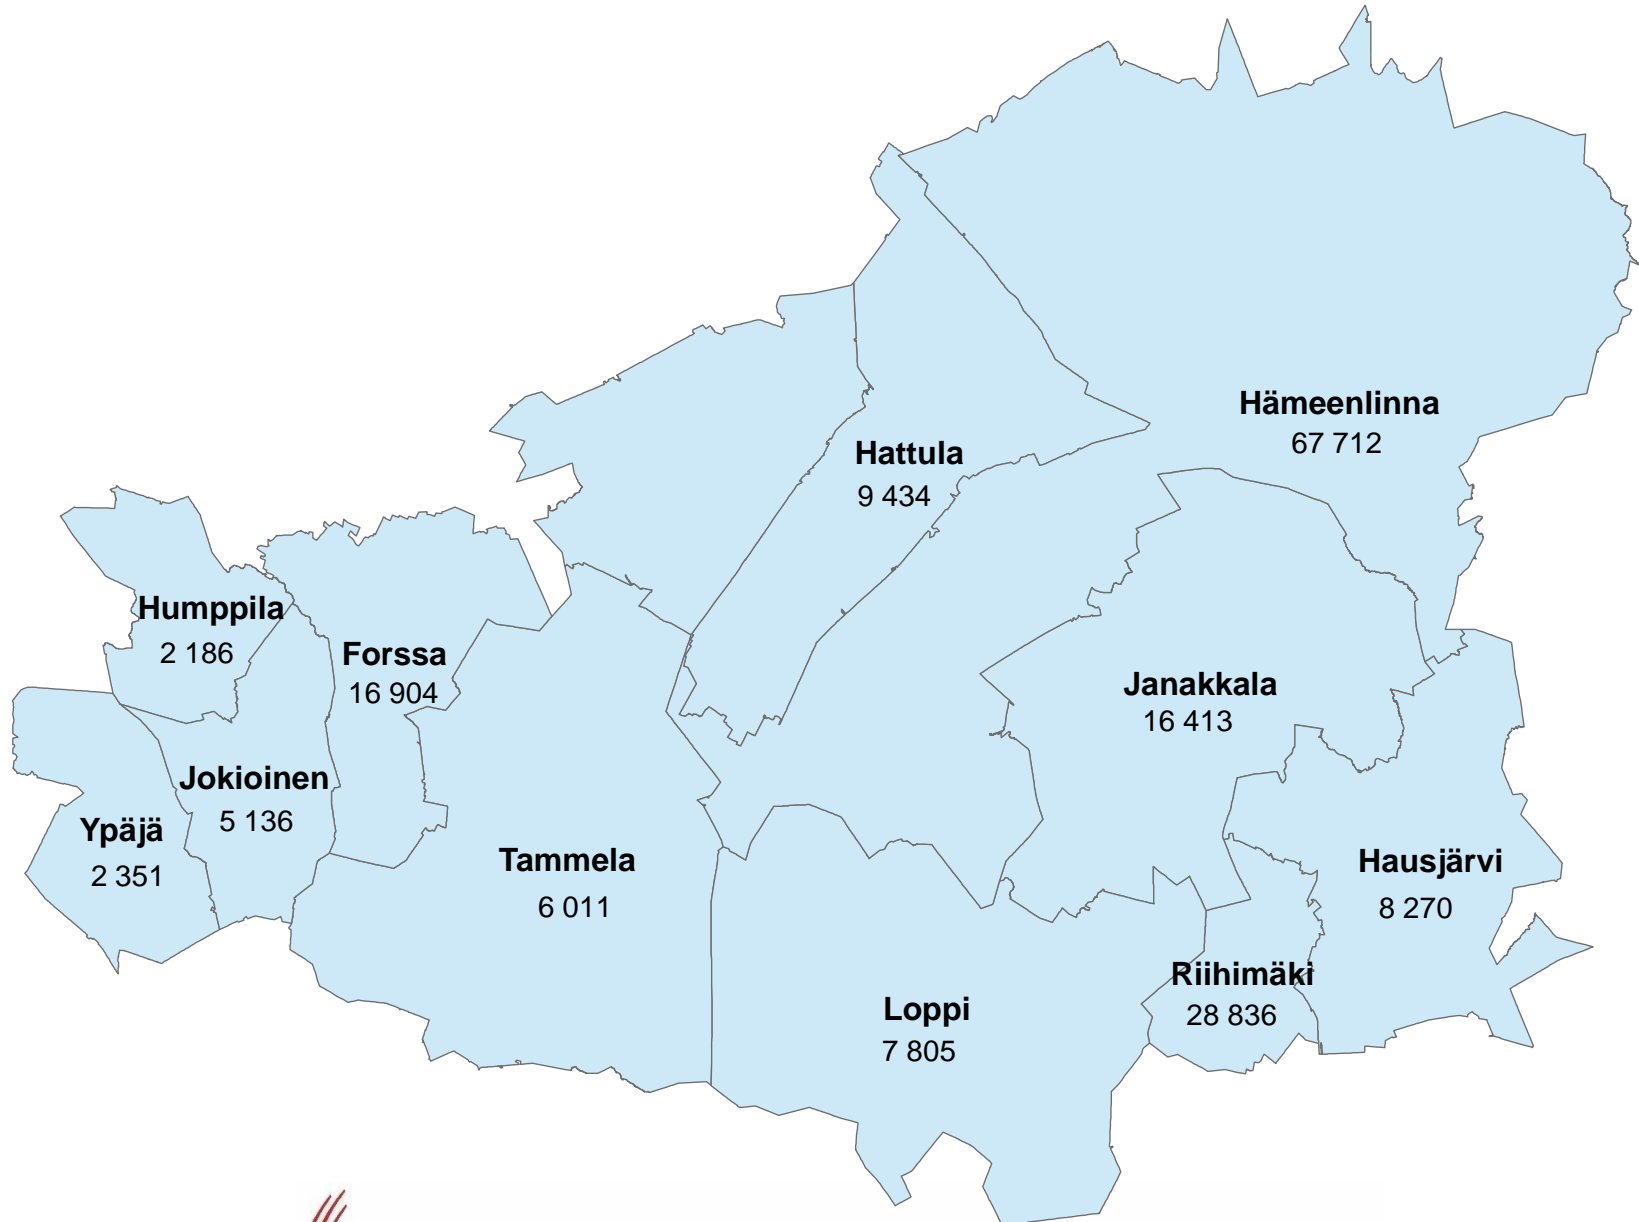 Hämeenlinna
67 712
Hattula
9 434
Humppila
2 186
Forssa
16 904
Janakkala
16 413
Jokioinen
5 136
Ypäjä
2 351
Tammela
6 011
Hausjärvi
8 270
Riihimäki
28 836
Loppi
7 805